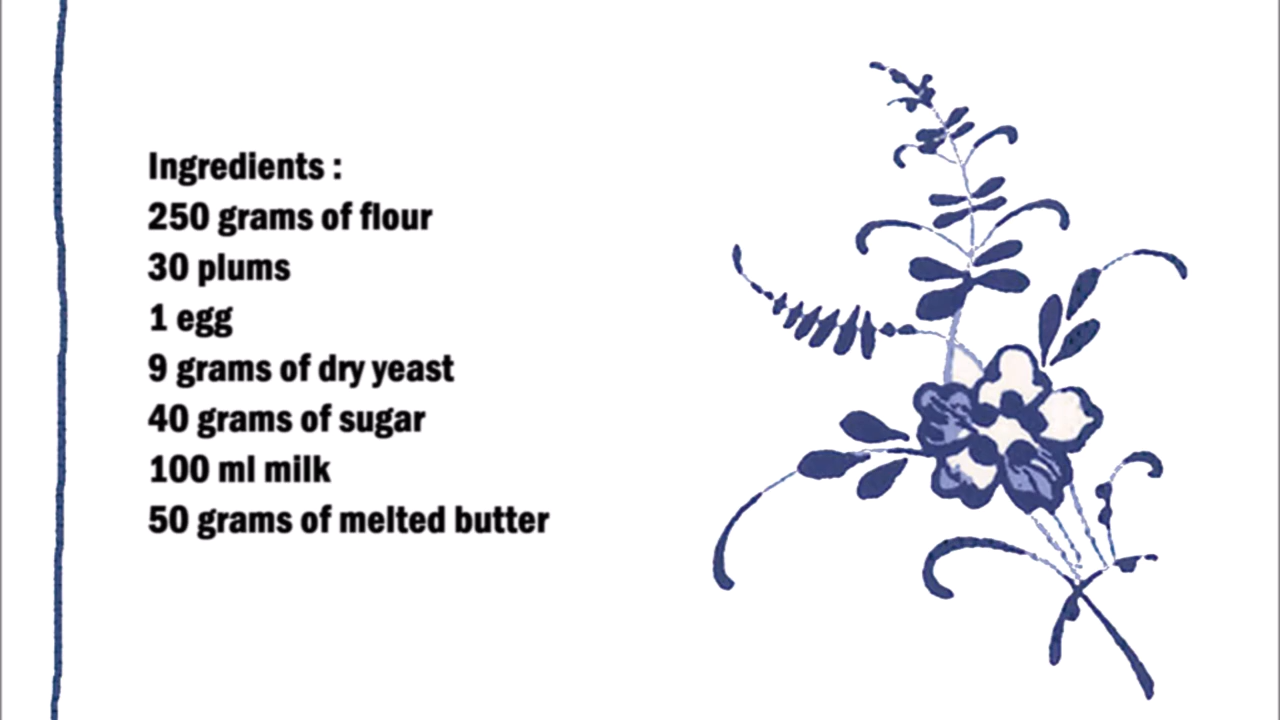 Ingredients :
250 grams of flour
30 plums
1 egg
9 grams of dry yeast
40 grams of sugar
100 ml milk
50 grams of melted butter